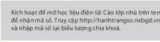 Kích hoạt để mở học liệu điện tử: Cào lớp nhũ trên tem
để nhận mã số. Truy cập http://hanhtrangso.nxbgd.vn
và nhập mã số tại biểu tượng chìa khoá.